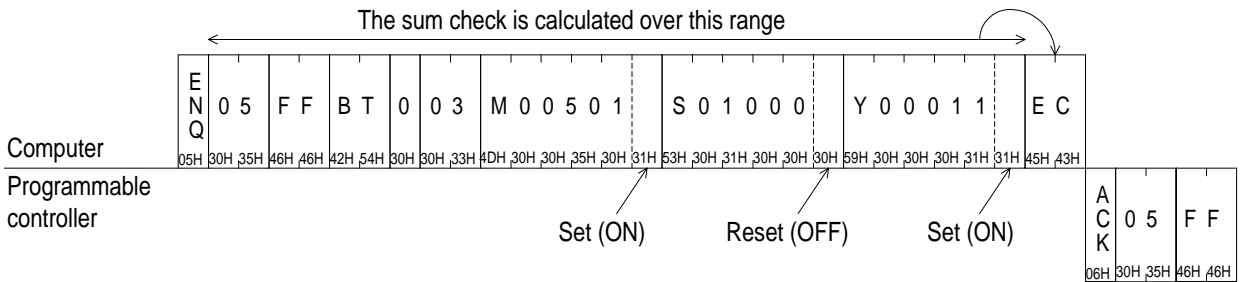 The sum check is calculated over this range
ENQ 0 5 F F B T 0 0 3 M 0 0 5 0 1 S 0 1 0 0 0 Y 0 0 0 1 1 E C
Computer
05H 30H 35H 46H 46H 42H 54H 30H 30H 33H 4DH 30H 30H 35H 30H 31H 53H 30H 31H 30H 30H 30H 59H 30H 30H 30H 31H 31H 45H 43H
Programmable
controller
Set (ON) Reset (OFF) Set (ON)
ACK 0 5 F F
06H 30H 35H 46H 46H